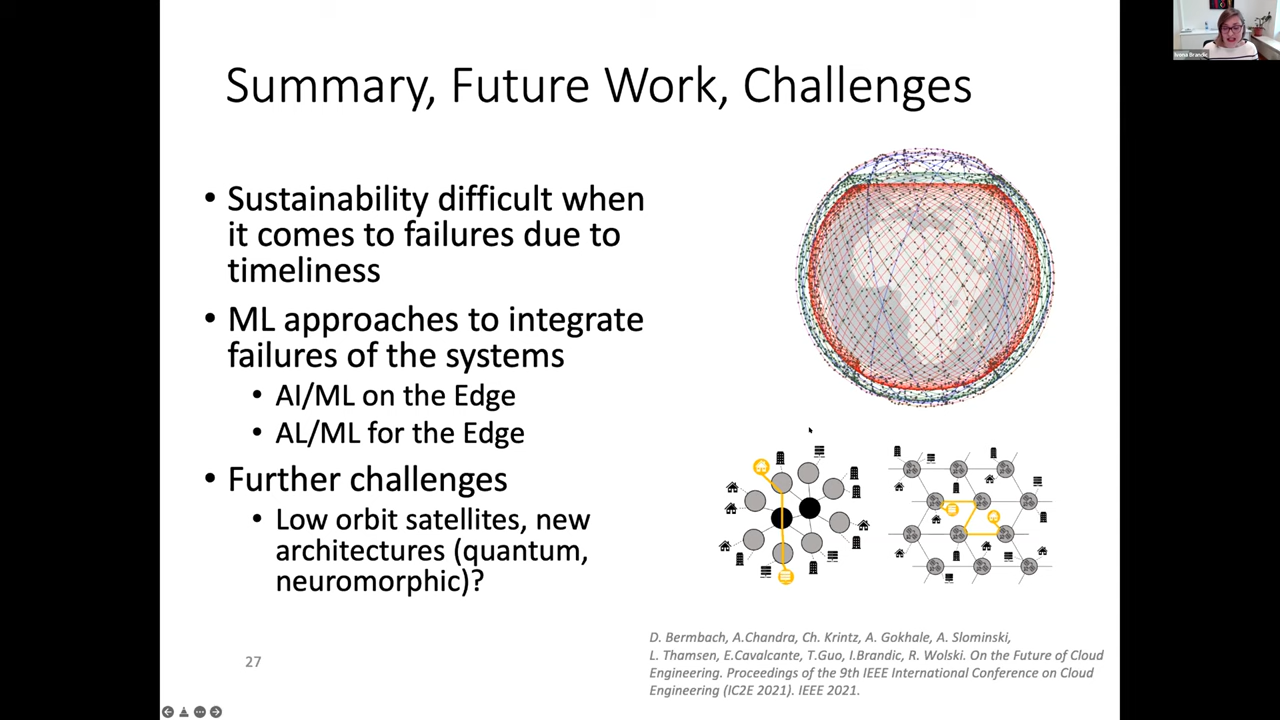 Summary, Future Work, Challenges
• Sustainability difficult when
it comes to failures due to
timeliness
• ML approaches to integrate
failures of the systems
• AI/ML on the Edge
• AL/ML for the Edge
• Further challenges
• Low orbit satellites, new
architectures (quantum,
neuromorphic)?
D. Bermbach, A.Chandra, Ch. Krintz, A. Gokhale, A. Slominski,
L. Thamsen, E.Cavalcante, T.Guo, I.Brandic, R. Wolski. On the Future of Cloud
Engineering. Proceedings of the 9th IEEE International Conference on Cloud
Engineering (IC2E 2021). IEEE 2021.
27
Ivona Brandic